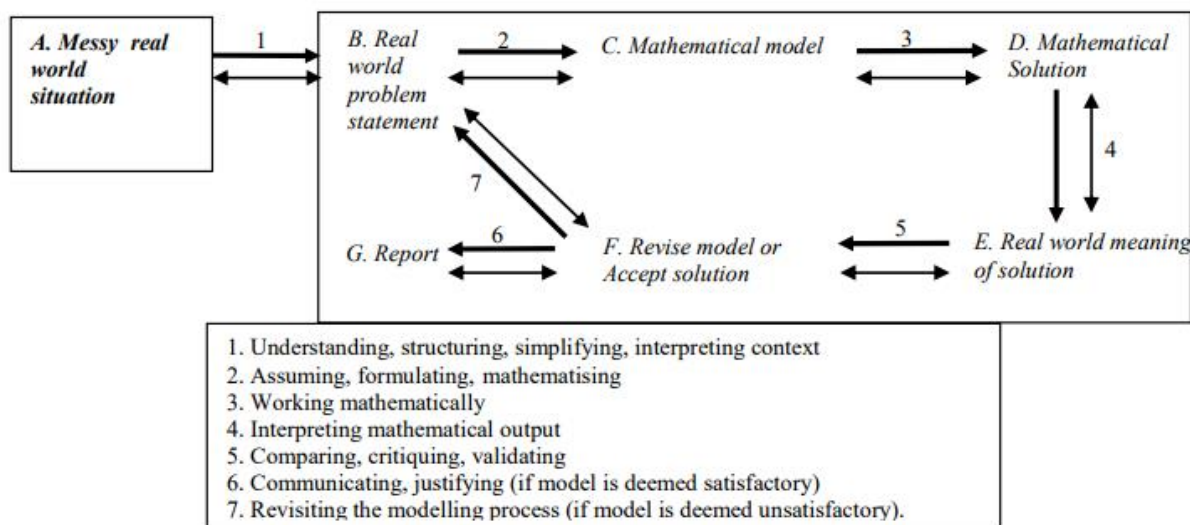 A. Messy real
world
situation
1
B. Real
world
problem
statement
2
C. Mathematical model
3
D. Mathematical
Solution
4
7
6
5
G. Report
F. Revise model or
Accept solution
E. Real world meaning
of solution
1. Understanding, structuring, simplifying, interpreting context
2. Assuming, formulating, mathematising
3. Working mathematically
4. Interpreting mathematical output
5. Comparing, critiquing, validating
6. Communicating, justifying (if model is deemed satisfactory)
7. Revisiting the modelling process (if model is deemed unsatisfactory).